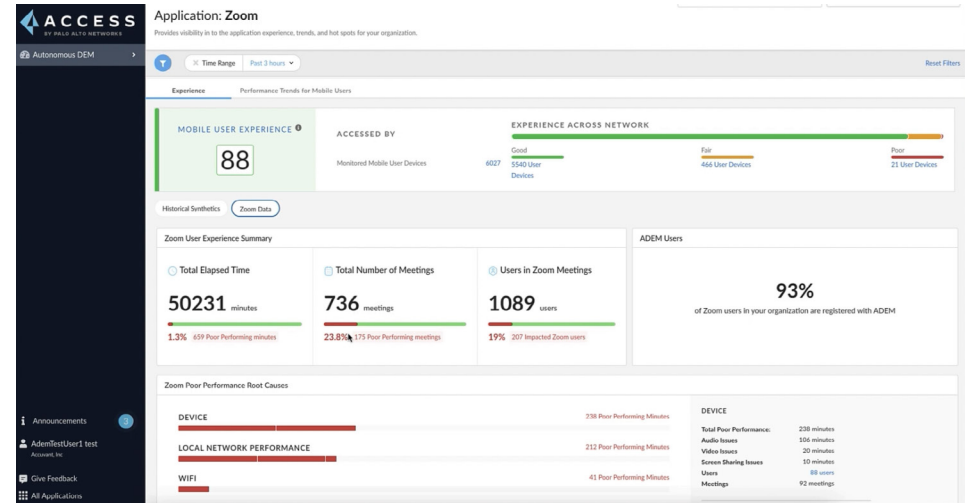 ACCESS
BY PALO ALTO NETWORKS
Autonomous DEM
Application: Zoom
Provides visibility in to the application experience, trends, and hot spots for your organization.
Time Range Past 3 hours
Reset Filters
Experience Performance Trends for Mobile Users
MOBILE USER EXPERIENCE
88
ACCESSED BY
Monitored Mobile User Devices 6027
EXPERIENCE ACROSS NETWORK
Good
5540 User
Devices
Fair
466 User Devices
Poor
21 User Devices
Historical Synthetics Zoom Data
Zoom User Experience Summary
Total Elapsed Time
50231 minutes
1.3% 659 Poor Performing minutes
Total Number of Meetings
736 meetings
23.8% 175 Poor Performing meetings
Users in Zoom Meetings
1089 users
19% 207 Impacted Zoom users
ADEM Users
93%
of Zoom users in your organization are registered with ADEM
Zoom Poor Performance Root Causes
DEVICE 238 Poor Performing Minutes
LOCAL NETWORK PERFORMANCE 212 Poor Performing Minutes
WIFI 41 Poor Performing Minutes
DEVICE
Total Poor Performance: 238 minutes
Audio Issues 106 minutes
Video Issues 20 minutes
Screen Sharing Issues 10 minutes
Users 88 users
Meetings 92 meetings
Announcements 3
AdemTestUser1 test
Accuvant, Inc
Give Feedback
All Applications